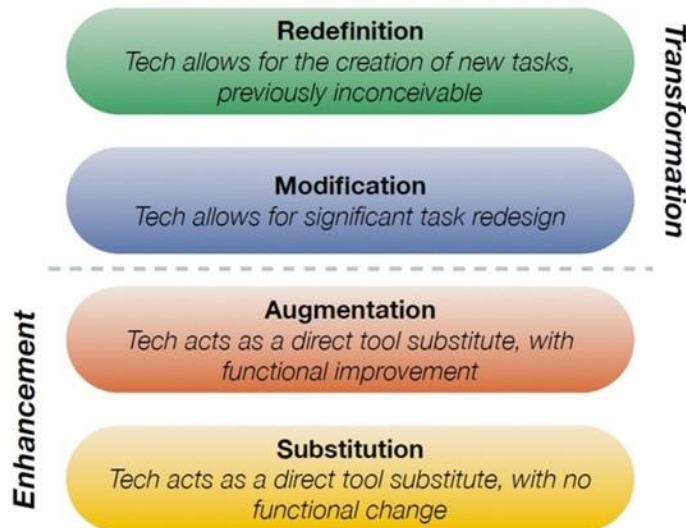 Redefinition
Tech allows for the creation of new tasks,
previously inconceivable
Transformation
Modification
Tech allows for significant task redesign
Augmentation
Tech acts as a direct tool substitute, with
functional improvement
Enhancement
Substitution
Tech acts as a direct tool substitute, with no
functional change